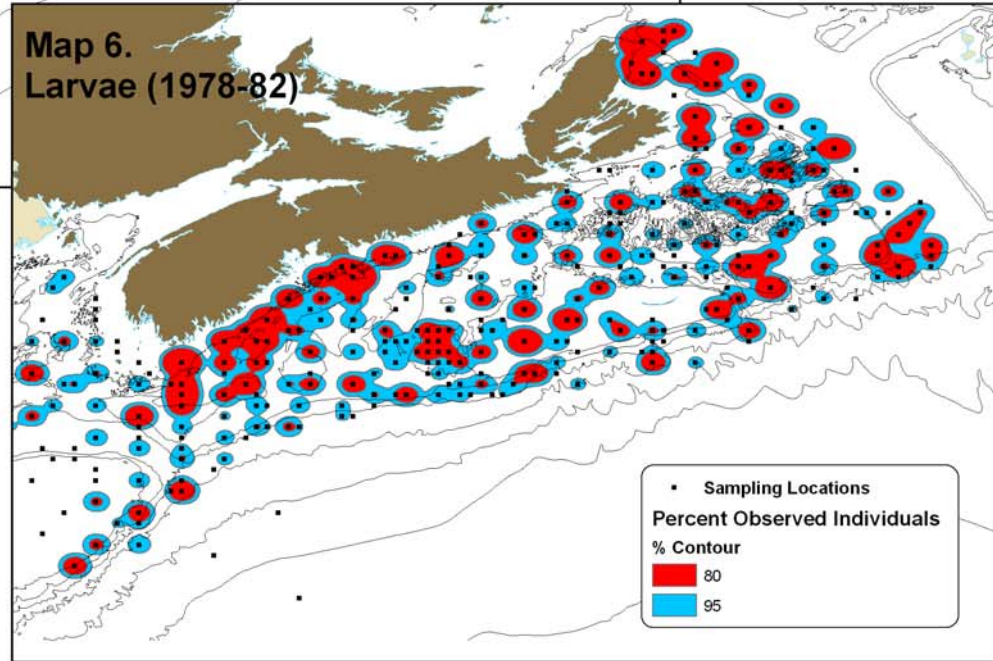 Map 6.
Larvae (1978-82)
Sampling Locations
Percent Observed Individuals
% Contour
80
95